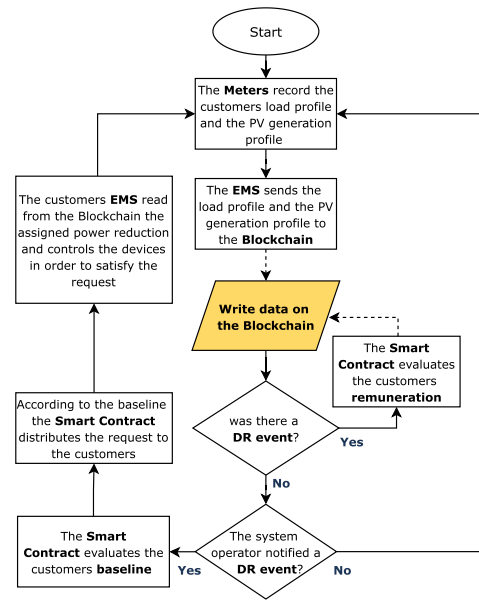 Start
The Meters record the
customers load profile
and the PV generation
profile
The EMS sends the
load profile and the PV
generation profile to
the Blockchain
The customers EMS read
from the Blockchain the
assigned power reduction
and controls the devices
in order to satisfy the
request
Write data on
the Blockchain
The Smart
Contract evaluates
the customers
remuneration
was there a
DR event?
Yes
No
According to the baseline
the Smart Contract
distributes the request to
the customers
The Smart
Contract evaluates the
customers baseline
Yes
The system
operator notified a
DR event?
No